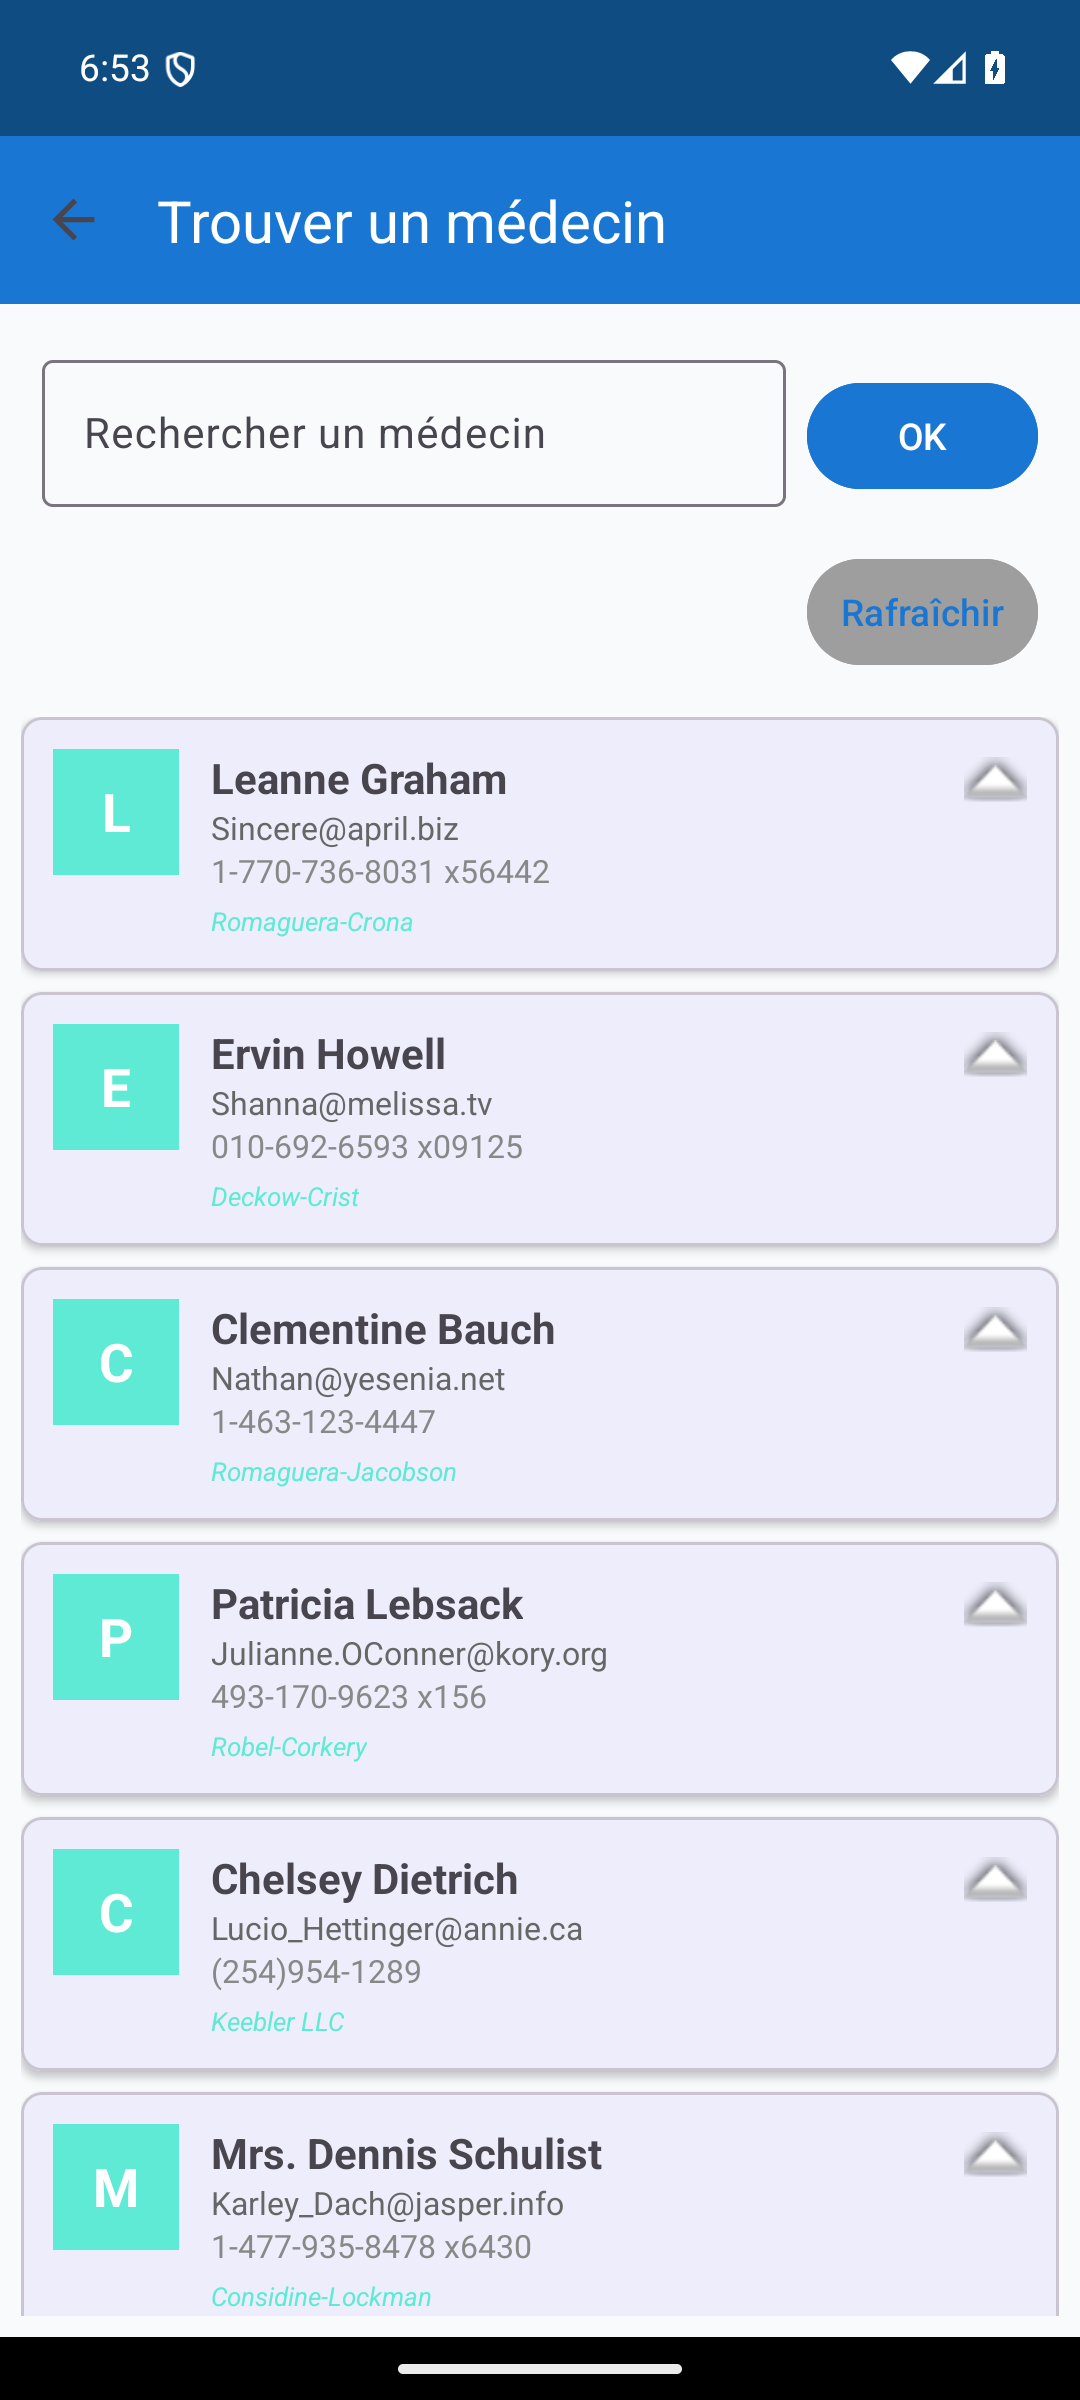 6:53
Trouver un médecin
Rechercher un médecin
OK
Rafraîchir
L
Leanne Graham
Sincere@april.biz
1-770-736-8031 x56442
Romaguera-Crona
E
Ervin Howell
Shanna@melissa.tv
010-692-6593 x09125
Deckow-Crist
C
Clementine Bauch
Nathan@yesenia.net
1-463-123-4447
Romaguera-Jacobson
P
Patricia Lebsack
Julianne.OConner@kory.org
493-170-9623 x156
Robel-Corkery
C
Chelsey Dietrich
Lucio_Hettinger@annie.ca
(254)954-1289
Keebler LLC
M
Mrs. Dennis Schulist
Karley_Dach@jasper.info
1-477-935-8478 x6430
Considine-Lockman